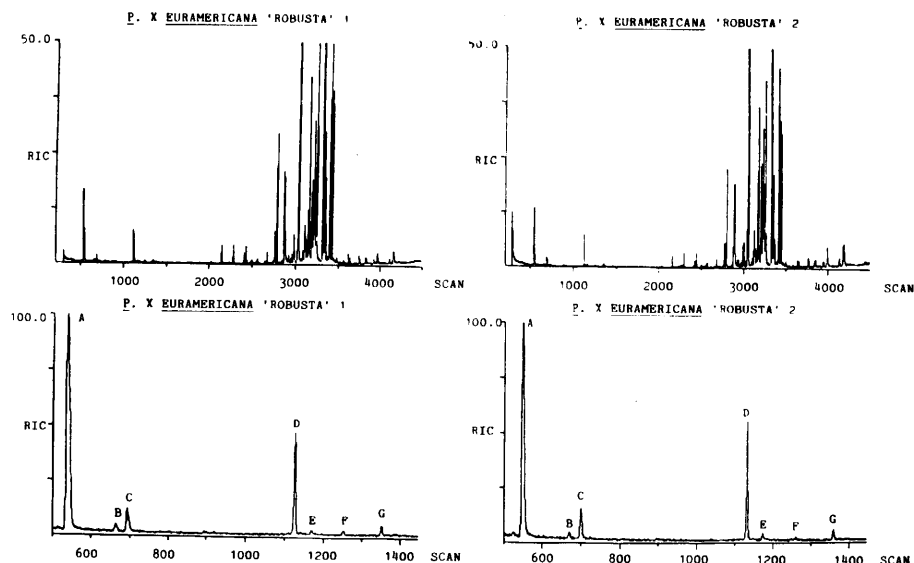 P. X EURAMERICANA 'ROBUSTA' 1
50.0
RIC
1000 2000 3000 4000 SCAN
P. X EURAMERICANA 'ROBUSTA' 2
50.0
RIC
1000 2000 3000 4000 SCAN
P. X EURAMERICANA 'ROBUSTA' 1
100.0
A
RIC
D
C
B
E
F
G
600 800 1000 1200 1400 SCAN
P. X EURAMERICANA 'ROBUSTA' 2
100.0
A
RIC
D
C
B
E
F
G
600 800 1000 1200 1400 SCAN